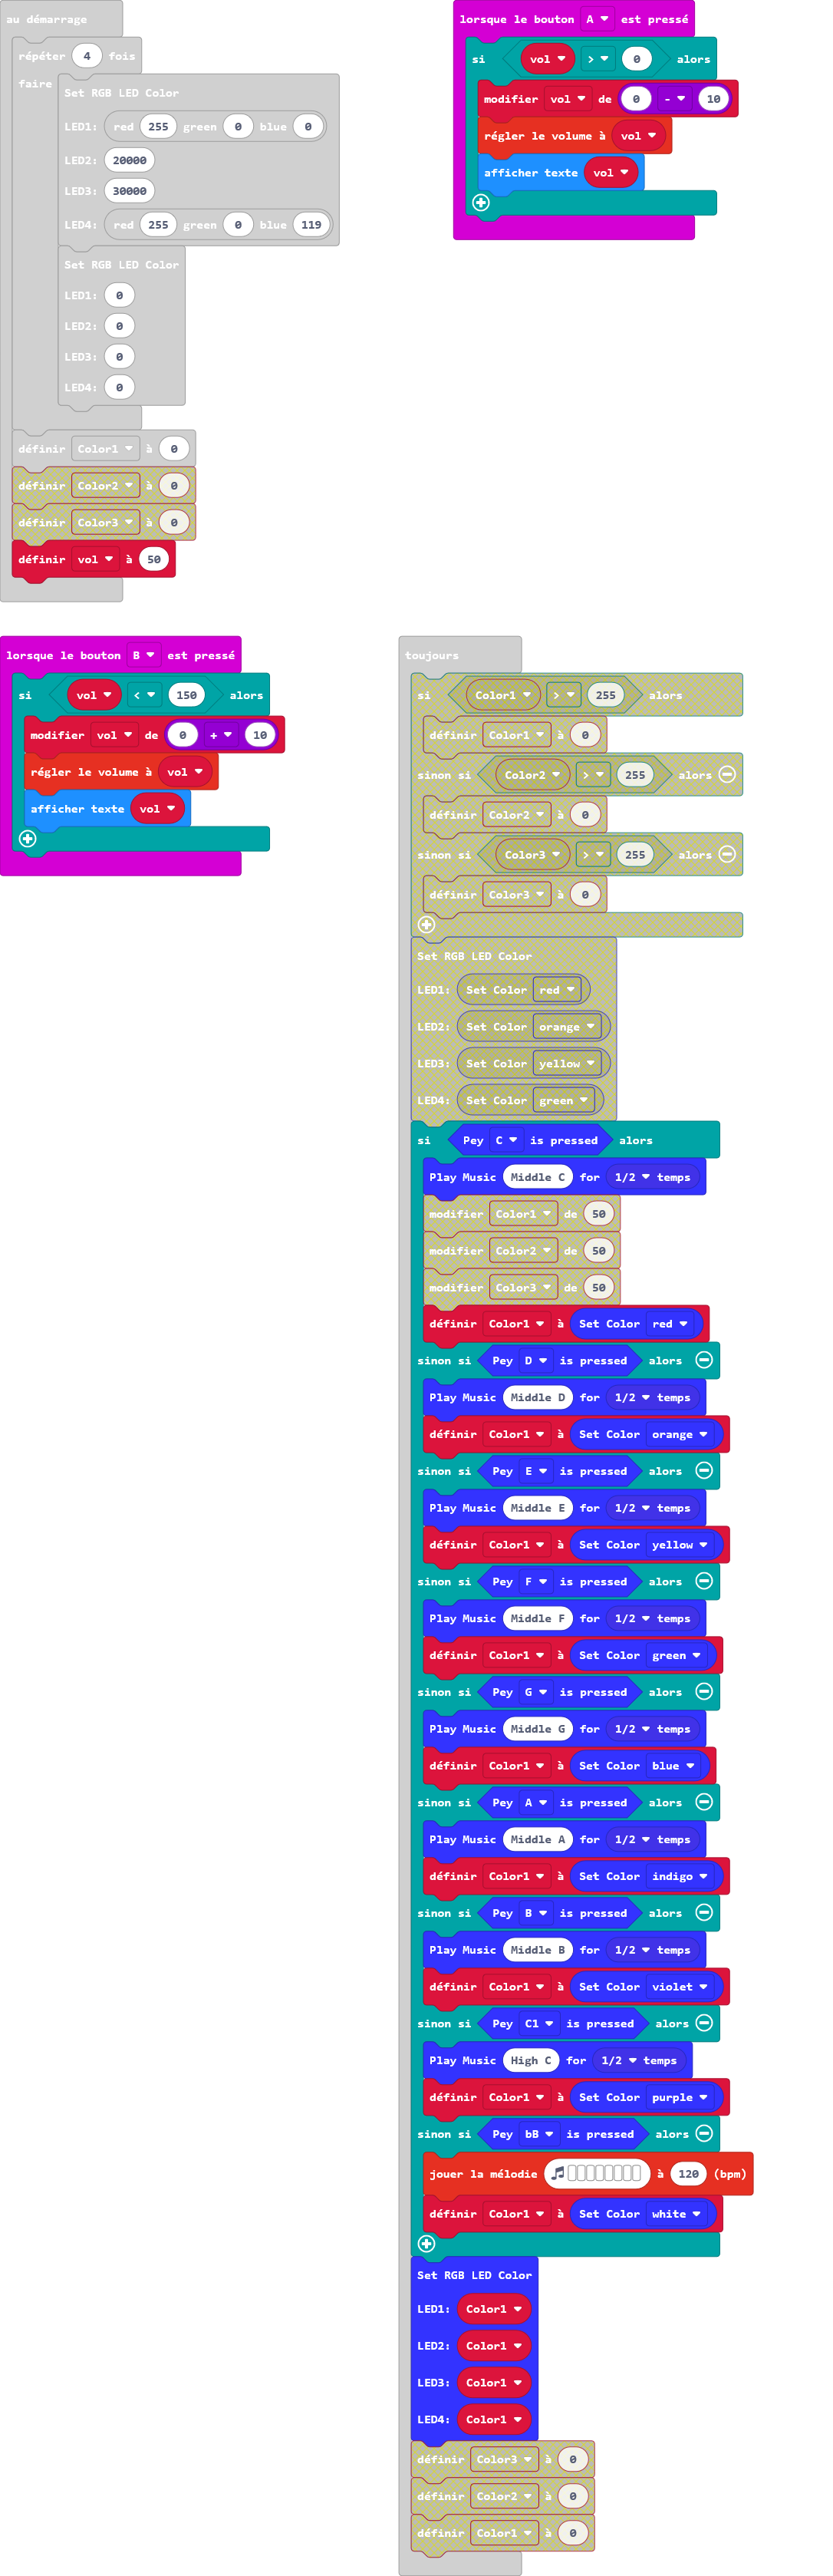 au démarrage
répéter 4 fois
faire
Set RGB LED Color
LED1: red 255 green 0 blue 0
LED2: 20000
LED3: 30000
LED4: red 255 green 0 blue 119
Set RGB LED Color
LED1: 0
LED2: 0
LED3: 0
LED4: 0
définir Color1 à 0
définir Color2 à 0
définir Color3 à 0
définir vol à 50
lorsque le bouton A est pressé
si vol > 0 alors
modifier vol de 0 - 10
régler le volume à vol
afficher texte vol
lorsque le bouton B est pressé
si vol < 150 alors
modifier vol de 0 + 10
régler le volume à vol
afficher texte vol
toujours
si Color1 > 255 alors
définir Color1 à 0
sinon si Color2 > 255 alors
définir Color2 à 0
sinon si Color3 > 255 alors
définir Color3 à 0
Set RGB LED Color
LED1: Set Color red
LED2: Set Color orange
LED3: Set Color yellow
LED4: Set Color green
si Pey C is pressed alors
Play Music Middle C for 1/2 temps
modifier Color1 de 50
modifier Color2 de 50
modifier Color3 de 50
définir Color1 à Set Color red
sinon si Pey D is pressed alors
Play Music Middle D for 1/2 temps
définir Color1 à Set Color orange
sinon si Pey E is pressed alors
Play Music Middle E for 1/2 temps
définir Color1 à Set Color yellow
sinon si Pey F is pressed alors
Play Music Middle F for 1/2 temps
définir Color1 à Set Color green
sinon si Pey G is pressed alors
Play Music Middle G for 1/2 temps
définir Color1 à Set Color blue
sinon si Pey A is pressed alors
Play Music Middle A for 1/2 temps
définir Color1 à Set Color indigo
sinon si Pey B is pressed alors
Play Music Middle B for 1/2 temps
définir Color1 à Set Color violet
sinon si Pey C1 is pressed alors
Play Music High C for 1/2 temps
définir Color1 à Set Color purple
sinon si Pey bB is pressed alors
jouer la mélodie à 120 (bpm)
définir Color1 à Set Color white
Set RGB LED Color
LED1: Color1
LED2: Color1
LED3: Color1
LED4: Color1
définir Color3 à 0
définir Color2 à 0
définir Color1 à 0